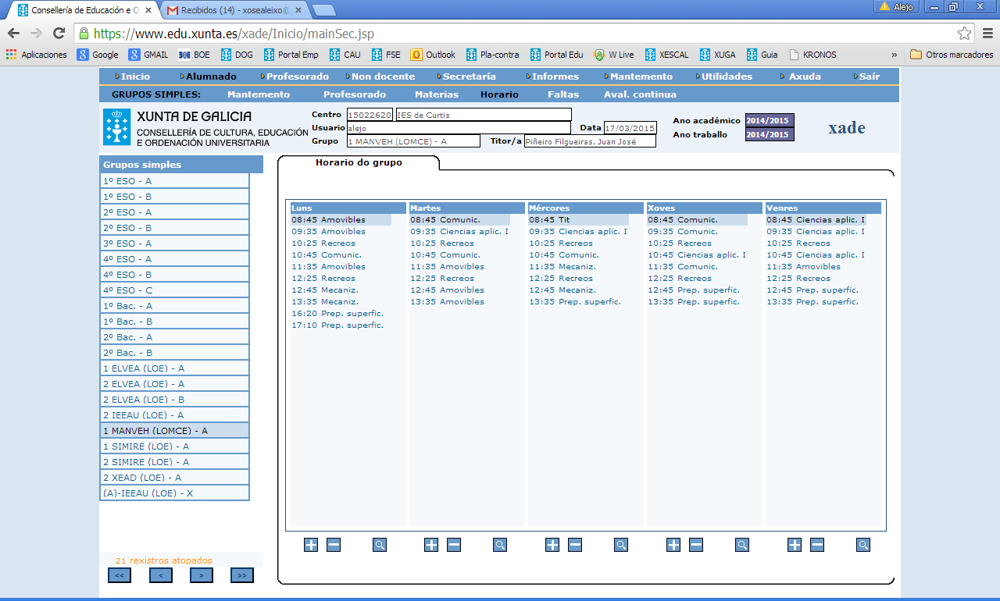 Consellería de Educación e O
Recibidos (14) - xosealeixo@
Alejo
https://www.edu.xunta.es/xade/Inicio/mainSec.jsp
Aplicaciones Google GMAIL BOE DOG Portal Emp CAU FSE Outlook Pla-contra Portal Edu W Live XESCAL XUGA Guia KRONOS » Otros marcadores
Inicio Alumnado Profesorado Non docente Secretaría Informes Mantemento Utilidades Axuda Saír
GRUPOS SIMPLES: Mantemento Profesorado Materias Horario Faltas Aval. continua
XUNTA DE GALICIA
CONSELLERÍA DE CULTURA, EDUCACIÓN
E ORDENACIÓN UNIVERSITARIA
Centro 15022620 IES de Curtis
Usuario alejo Data 17/03/2015
Grupo 1 MANVEH (LOMCE) - A Titor/a Piñeiro Filgueiras, Juan José
Ano académico 2014/2015
Ano traballo 2014/2015
xade
Grupos simples
1º ESO - A
1º ESO - B
2º ESO - A
2º ESO - B
3º ESO - A
4º ESO - A
4º ESO - B
4º ESO - C
1º Bac. - A
1º Bac. - B
2º Bac. - A
2º Bac. - B
1 ELVEA (LOE) - A
2 ELVEA (LOE) - A
2 ELVEA (LOE) - B
2 IEEAU (LOE) - A
1 MANVEH (LOMCE) - A
1 SIMIRE (LOE) - A
2 SIMIRE (LOE) - A
2 XEAD (LOE) - A
(A)-IEEAU (LOE) - X
21 rexistros atopados
<< < > >>
Horario do grupo
Luns
08:45 Amovibles
09:35 Amovibles
10:25 Recreos
10:45 Comunic.
11:35 Amovibles
12:25 Recreos
12:45 Mecaniz.
13:35 Mecaniz.
16:20 Prep. superfic.
17:10 Prep. superfic.
Martes
08:45 Comunic.
09:35 Ciencias aplic. I
10:25 Recreos
10:45 Comunic.
11:35 Amovibles
12:25 Recreos
12:45 Amovibles
13:35 Amovibles
Mércores
08:45 Tit
09:35 Ciencias aplic. I
10:25 Recreos
10:45 Comunic.
11:35 Mecaniz.
12:25 Recreos
12:45 Mecaniz.
13:35 Prep. superfic.
Xoves
08:45 Comunic.
09:35 Comunic.
10:25 Recreos
10:45 Ciencias aplic. I
11:35 Comunic.
12:25 Recreos
12:45 Prep. superfic.
13:35 Prep. superfic.
Venres
08:45 Ciencias aplic. I
09:35 Ciencias aplic. I
10:25 Recreos
10:45 Ciencias aplic. I
11:35 Amovibles
12:25 Recreos
12:45 Prep. superfic.
13:35 Prep. superfic.